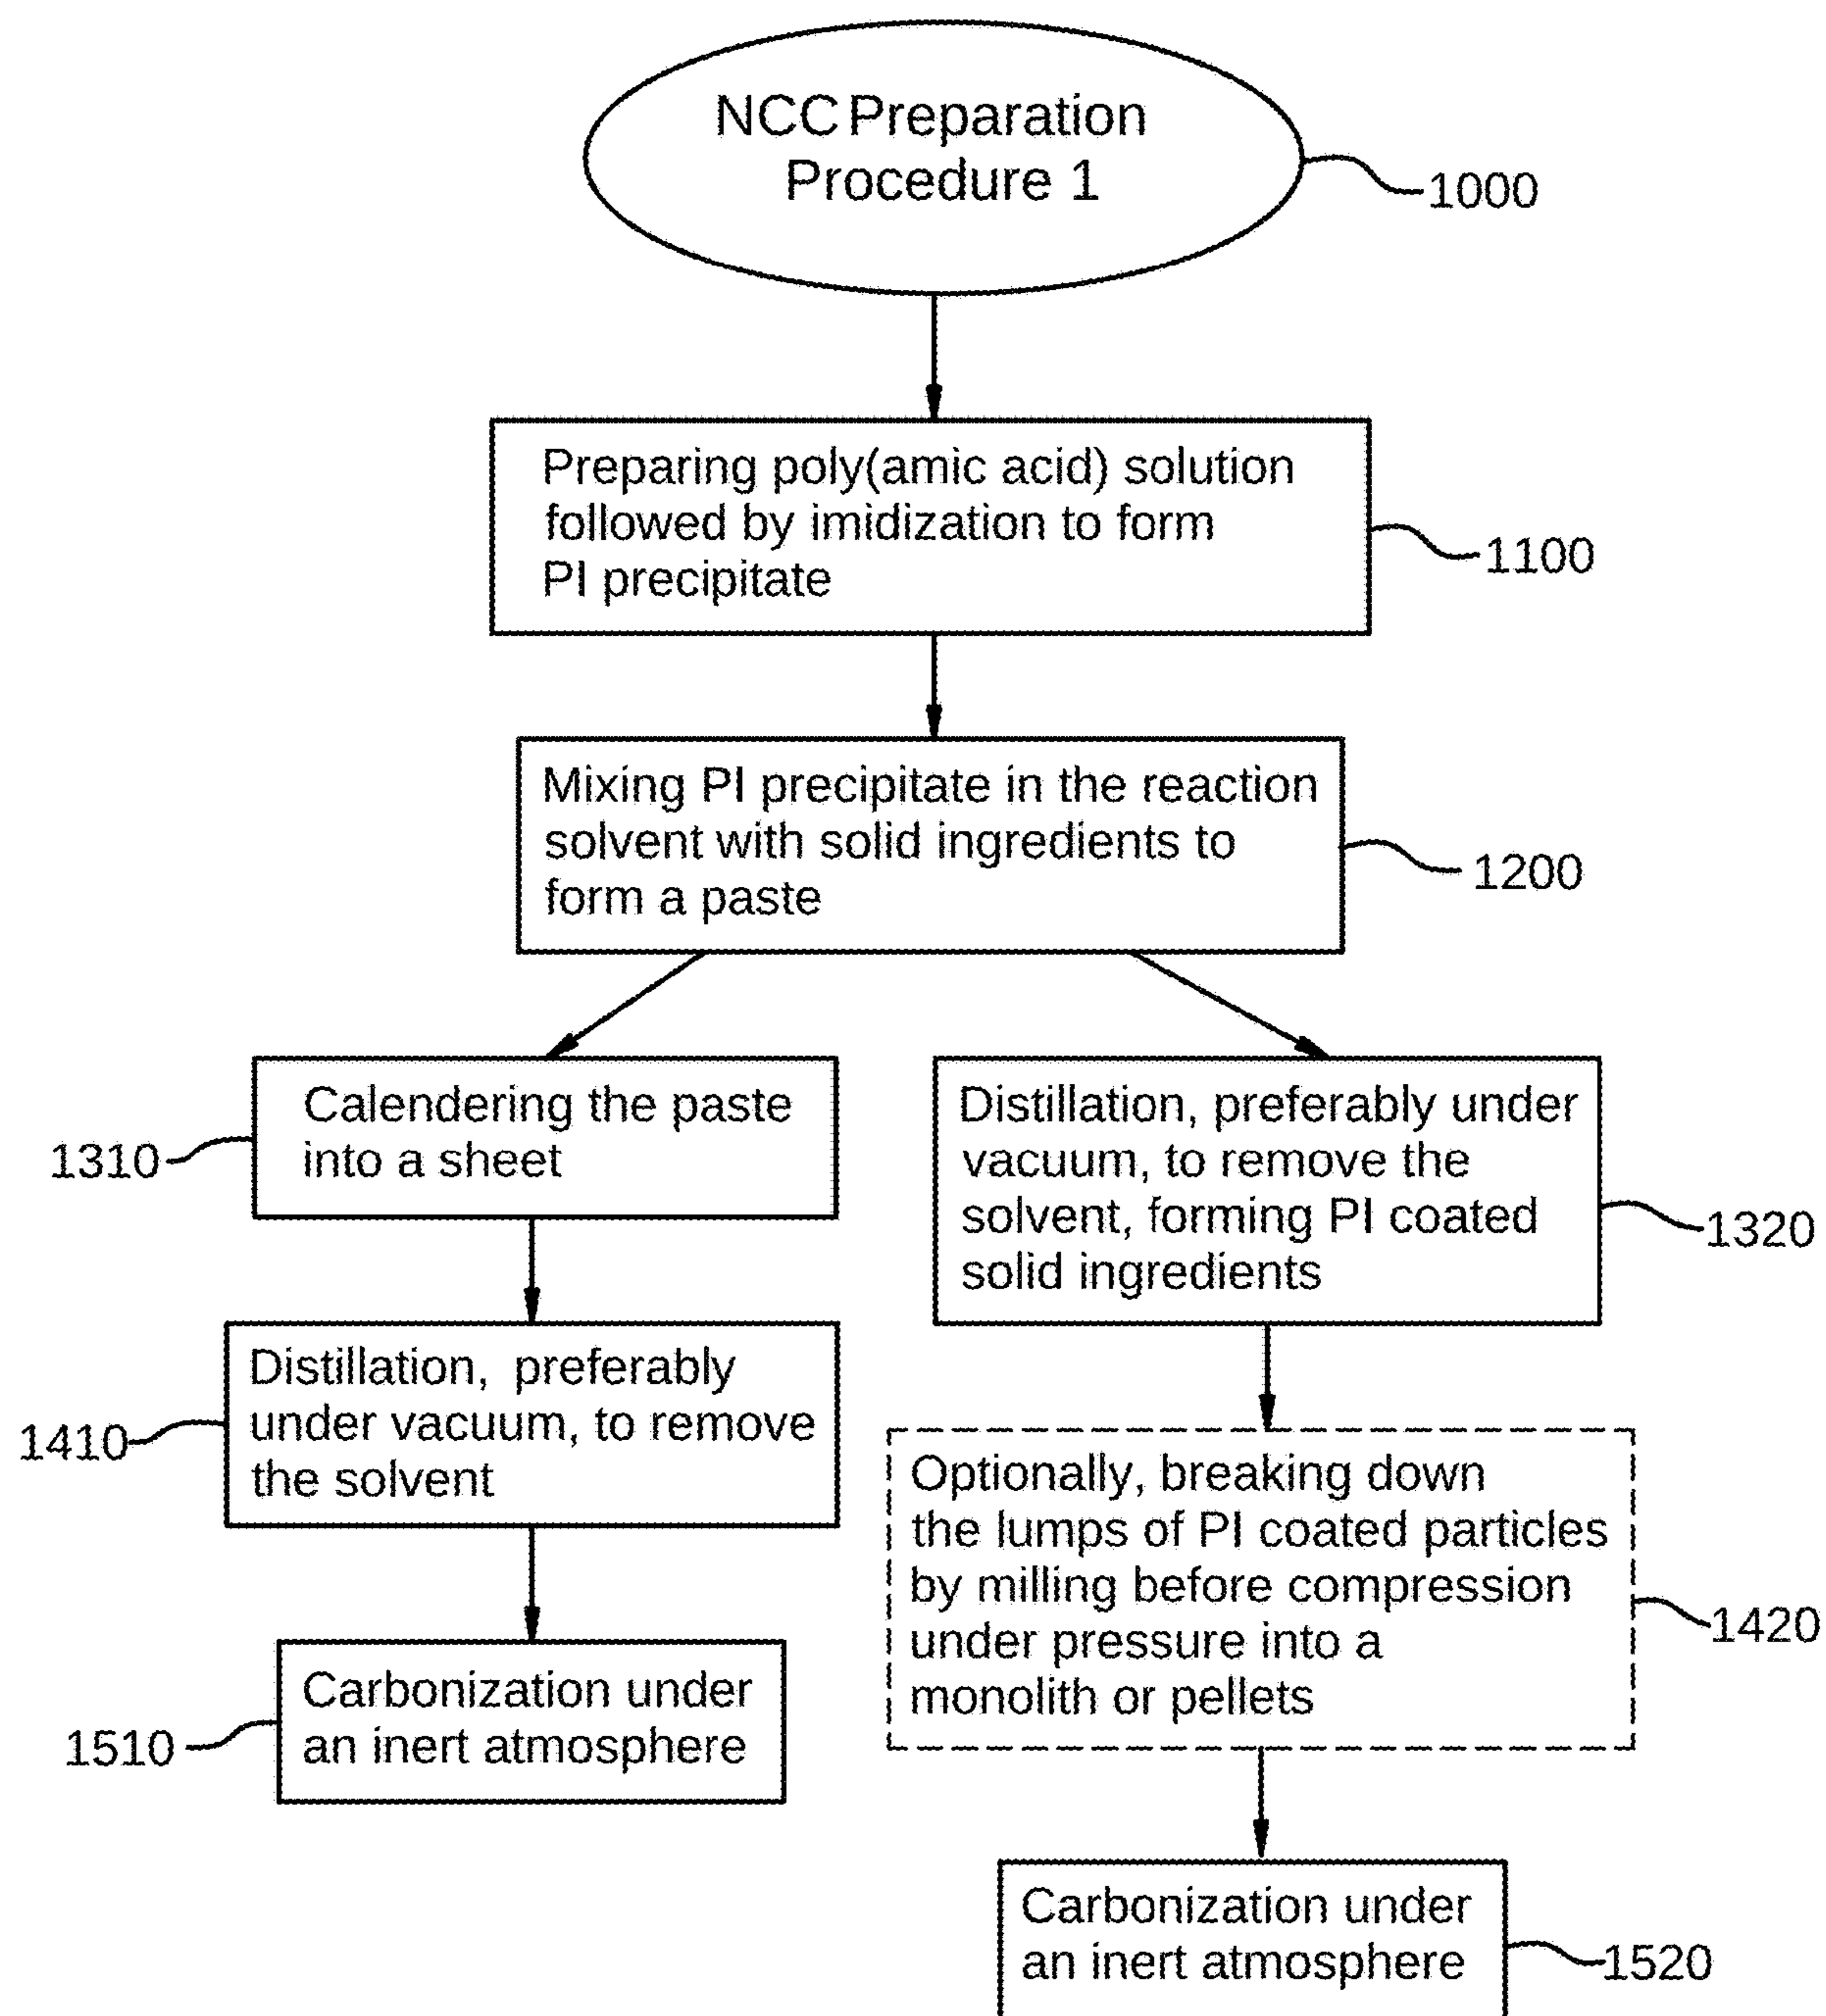 NCC Preparation
Procedure 1
1000
Preparing poly(amic acid) solution
followed by imidization to form
PI precipitate
1100
Mixing PI precipitate in the reaction
solvent with solid ingredients to
form a paste
1200
Calendering the paste
into a sheet
1310
Distillation, preferably under
vacuum, to remove the
solvent, forming PI coated
solid ingredients
1320
Distillation, preferably
under vacuum, to remove
the solvent
1410
Optionally, breaking down
the lumps of PI coated particles
by milling before compression
under pressure into a
monolith or pellets
1420
Carbonization under
an inert atmosphere
1510
Carbonization under
an inert atmosphere
1520